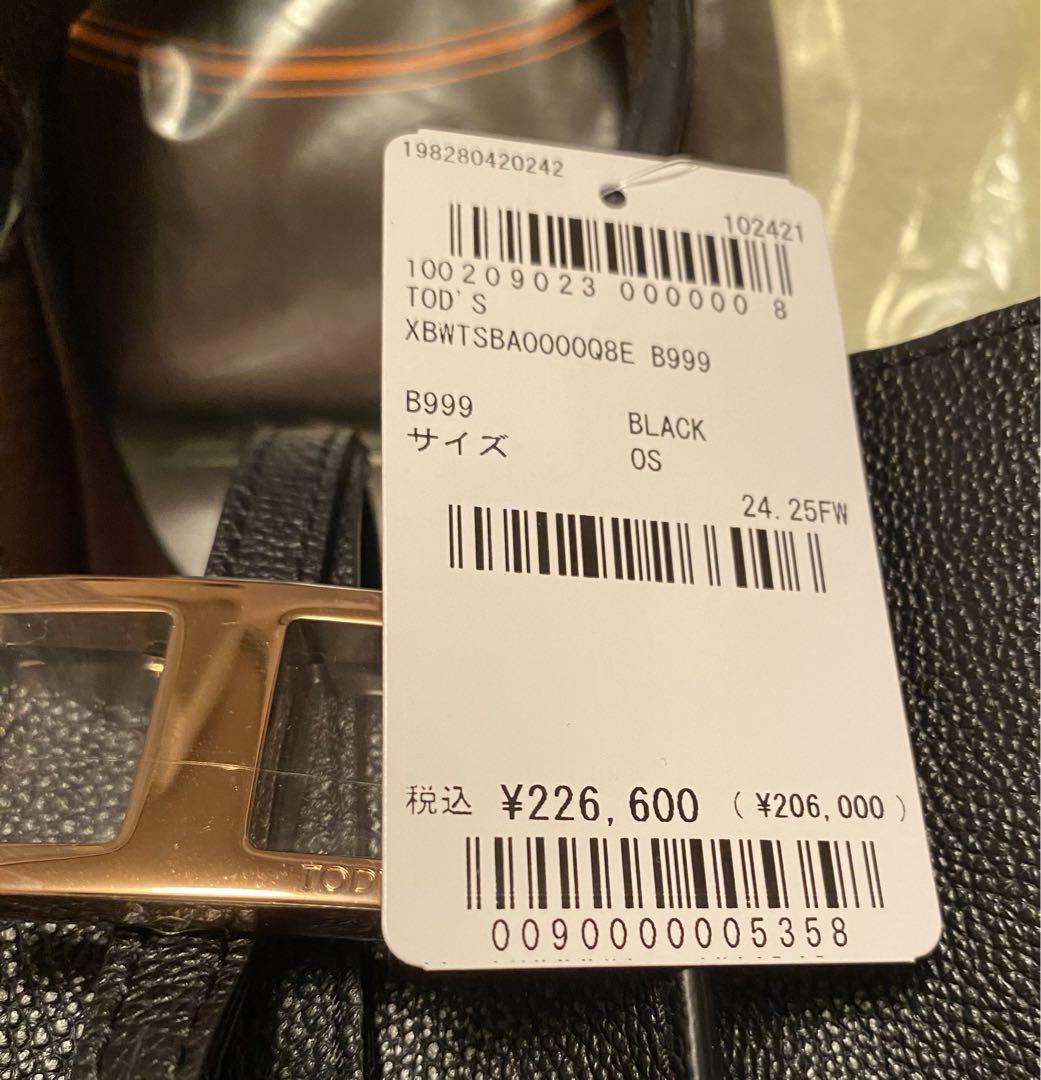 198280420242
102421
100209023 000000 8
TOD'S
XBWTSBA0000Q8E B999
B999 BLACK
サイズ OS
24.25FW
税込 ¥226,600 (¥206,000)
0090000005358
TOD